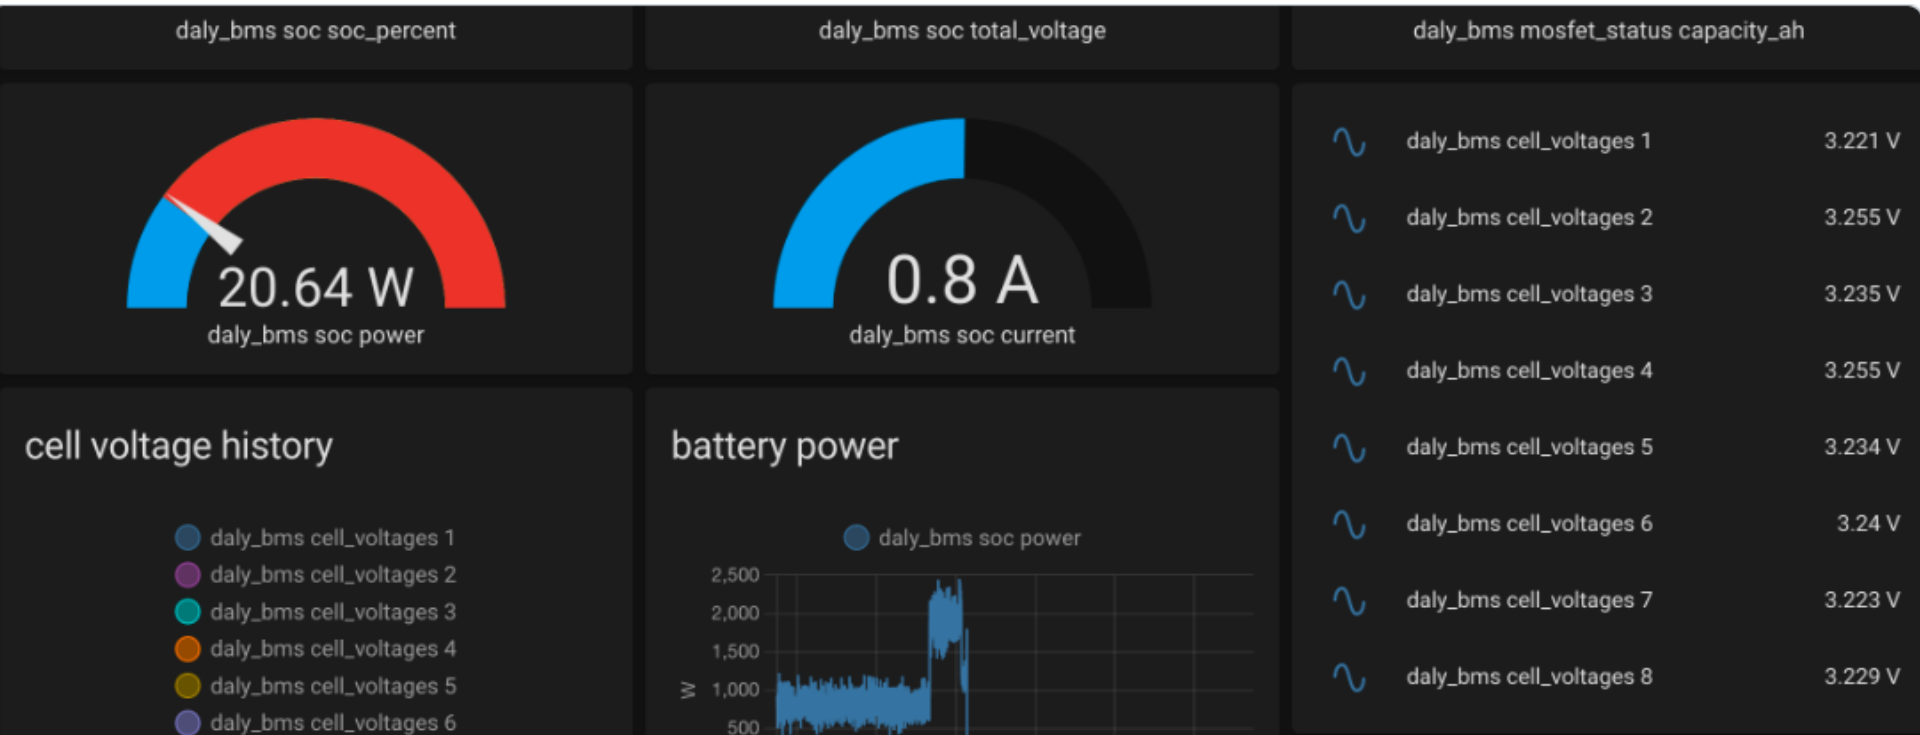 daly_bms soc soc_percent
daly_bms soc total_voltage
daly_bms mosfet_status capacity_ah
20.64 W
daly_bms soc power
0.8 A
daly_bms soc current
daly_bms cell_voltages 1 3.221 V
daly_bms cell_voltages 2 3.255 V
daly_bms cell_voltages 3 3.235 V
daly_bms cell_voltages 4 3.255 V
daly_bms cell_voltages 5 3.234 V
daly_bms cell_voltages 6 3.24 V
daly_bms cell_voltages 7 3.223 V
daly_bms cell_voltages 8 3.229 V
cell voltage history
daly_bms cell_voltages 1
daly_bms cell_voltages 2
daly_bms cell_voltages 3
daly_bms cell_voltages 4
daly_bms cell_voltages 5
daly_bms cell_voltages 6
battery power
daly_bms soc power
2,500
2,000
1,500
W
1,000
500